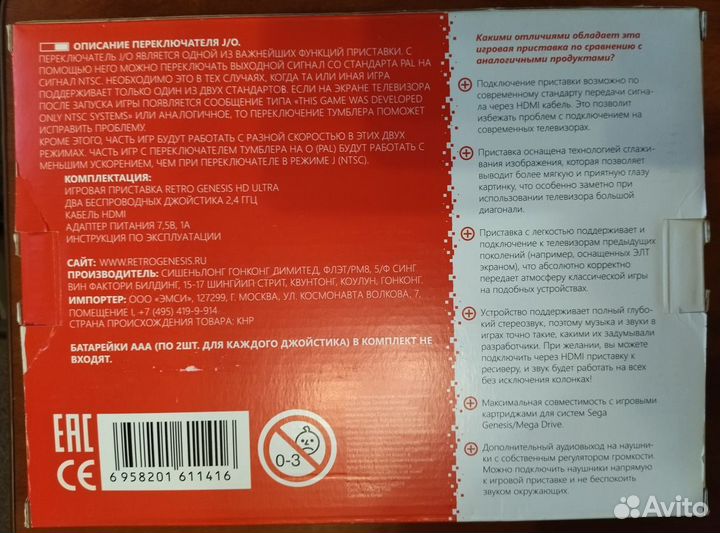 ОПИСАНИЕ ПЕРЕКЛЮЧАТЕЛЯ J/O.
ПЕРЕКЛЮЧАТЕЛЬ J/O ЯВЛЯЕТСЯ ОДНОЙ ИЗ ВАЖНЕЙШИХ ФУНКЦИЙ ПРИСТАВКИ. С
ПОМОЩЬЮ НЕГО МОЖНО ПЕРЕКЛЮЧАТЬ ВЫХОДНОЙ СИГНАЛ СО СТАНДАРТА PAL НА
СИГНАЛ NTSC. НЕОБХОДИМО ЭТО В ТЕХ СЛУЧАЯХ, КОГДА ТА ИЛИ ИНАЯ ИГРА
ПОДДЕРЖИВАЕТ ТОЛЬКО ОДИН ИЗ ДВУХ СТАНДАРТОВ. ЕСЛИ НА ЭКРАНЕ ТЕЛЕВИЗОРА
ПОСЛЕ ЗАПУСКА ИГРЫ ПОЯВЛЯЕТСЯ СООБЩЕНИЕ ТИПА «THIS GAME WAS DEVELOPED
ONLY NTSC SYSTEMS» ИЛИ АНАЛОГИЧНОЕ, ТО ПЕРЕКЛЮЧЕНИЕ ТУМБЛЕРА ПОМОЖЕТ
ИСПРАВИТЬ ПРОБЛЕМУ.
КРОМЕ ЭТОГО, ЧАСТЬ ИГР БУДУТ РАБОТАТЬ С РАЗНОЙ СКОРОСТЬЮ В ЭТИХ ДВУХ
РЕЖИМАХ. ЧАСТЬ ИГР С ПЕРЕКЛЮЧАТЕЛЕМ ТУМБЛЕРА НА O (PAL) БУДУТ РАБОТАТЬ С
МЕНЬШИМ УСКОРЕНИЕМ, ЧЕМ ПРИ ПЕРЕКЛЮЧАТЕЛЕ В РЕЖИМЕ J (NTSC).
КОМПЛЕКТАЦИЯ:
ИГРОВАЯ ПРИСТАВКА RETRO GENESIS HD ULTRA
ДВА БЕСПРОВОДНЫХ ДЖОЙСТИКА 2,4 ГГЦ
КАБЕЛЬ HDMI
АДАПТЕР ПИТАНИЯ 7,5В, 1А
ИНСТРУКЦИЯ ПО ЭКСПЛУАТАЦИИ
САЙТ: WWW.RETROGENESIS.RU
ПРОИЗВОДИТЕЛЬ: СИШЕНЬЛОНГ ГОНКОНГ ДИМИТЕД, ФЛЭТ/РМ8, 5/Ф СИНГ
ВИН ФАКТОРИ БИЛДИНГ, 15-17 ШИНГЙИП СТРИТ, КВУНТОНГ, КОУЛУН, ГОНКОНГ.
ИМПОРТЕР: ООО «ЭМСИ», 127299, Г. МОСКВА, УЛ. КОСМОНАВТА ВОЛКОВА, 7,
ПОМЕЩЕНИЕ I, +7 (495) 419-9-914
СТРАНА ПРОИСХОЖДЕНИЯ ТОВАРА: КНР
БАТАРЕЙКИ ААА (ПО 2ШТ. ДЛЯ КАЖДОГО ДЖОЙСТИКА) В КОМПЛЕКТ НЕ
ВХОДЯТ.
EAC
CE
6 958201 611416
0-3
Какими отличиями обладает эта
игровая приставка по сравнению с
аналогичными продуктами?
Подключение приставки возможно по
современному стандарту передачи сигна-
ла через HDMI кабель. Это позволит
избежать проблем с подключением на
современных телевизорах.
Приставка оснащена технологией сглажи-
вания изображения, которая позволяет
выводит более мягкую и приятную глазу
картинку, что особенно заметно при
использовании телевизора большой
диагонали.
Приставка с легкостью поддерживает и
подключение к телевизорам предыдущих
поколений (например, оснащенных ЭЛТ
экраном), что абсолютно корректно
передает атмосферу классической игры
на подобных устройствах.
Устройство поддерживает полный глубо-
кий стереозвук, поэтому музыка и звуки в
играх точно такие, какими их задумывали
разработчики. При желании, вы можете
подключить через HDMI приставку к
ресиверу, и звук будет работать на всех
без исключения колонках!
Максимальная совместимость с игровыми
картриджами для систем Sega
Genesis/Mega Drive.
Дополнительный аудиовыход на наушни-
ки с собственным регулятором громкости.
Можно подключить наушники напрямую
к игровой приставке и не беспокоить
звуком окружающих.
Avito